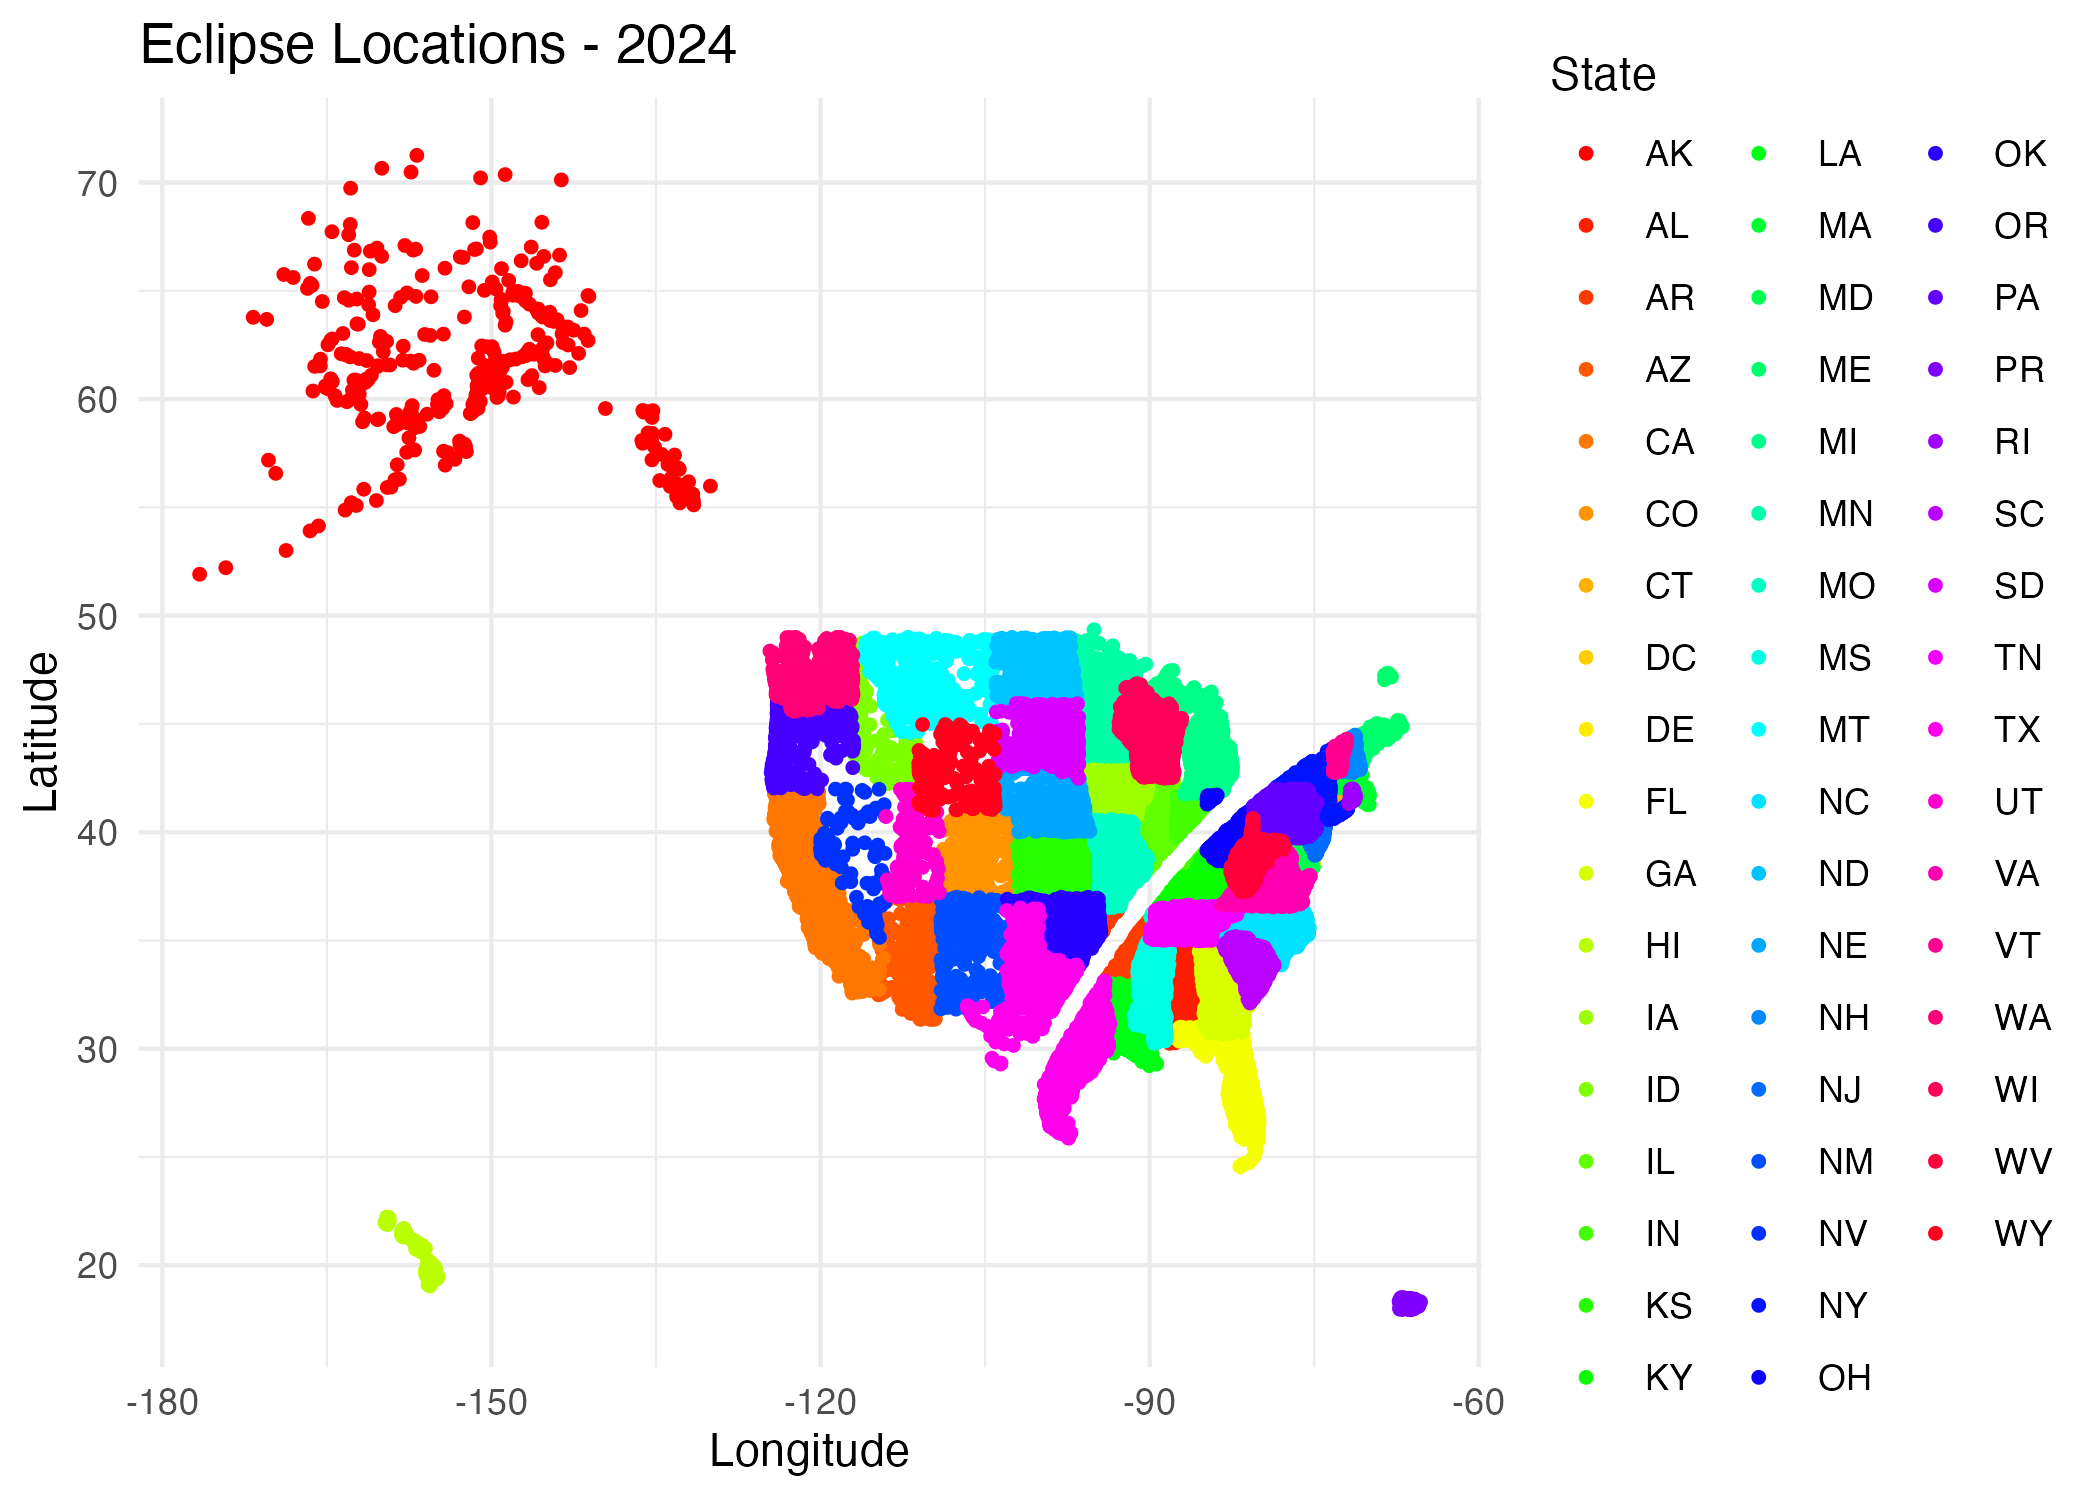 Eclipse Locations - 2024
State
AK LA OK
AL MA OR
AR MD PA
AZ ME PR
CA MI RI
CO MN SC
CT MO SD
DC MS TN
DE MT TX
FL NC UT
GA ND VA
HI NE VT
IA NH WA
ID NJ WI
IL NM WV
IN NV WY
KS NY
KY OH
Latitude
70
60
50
40
30
20
-180 -150 -120 -90 -60
Longitude